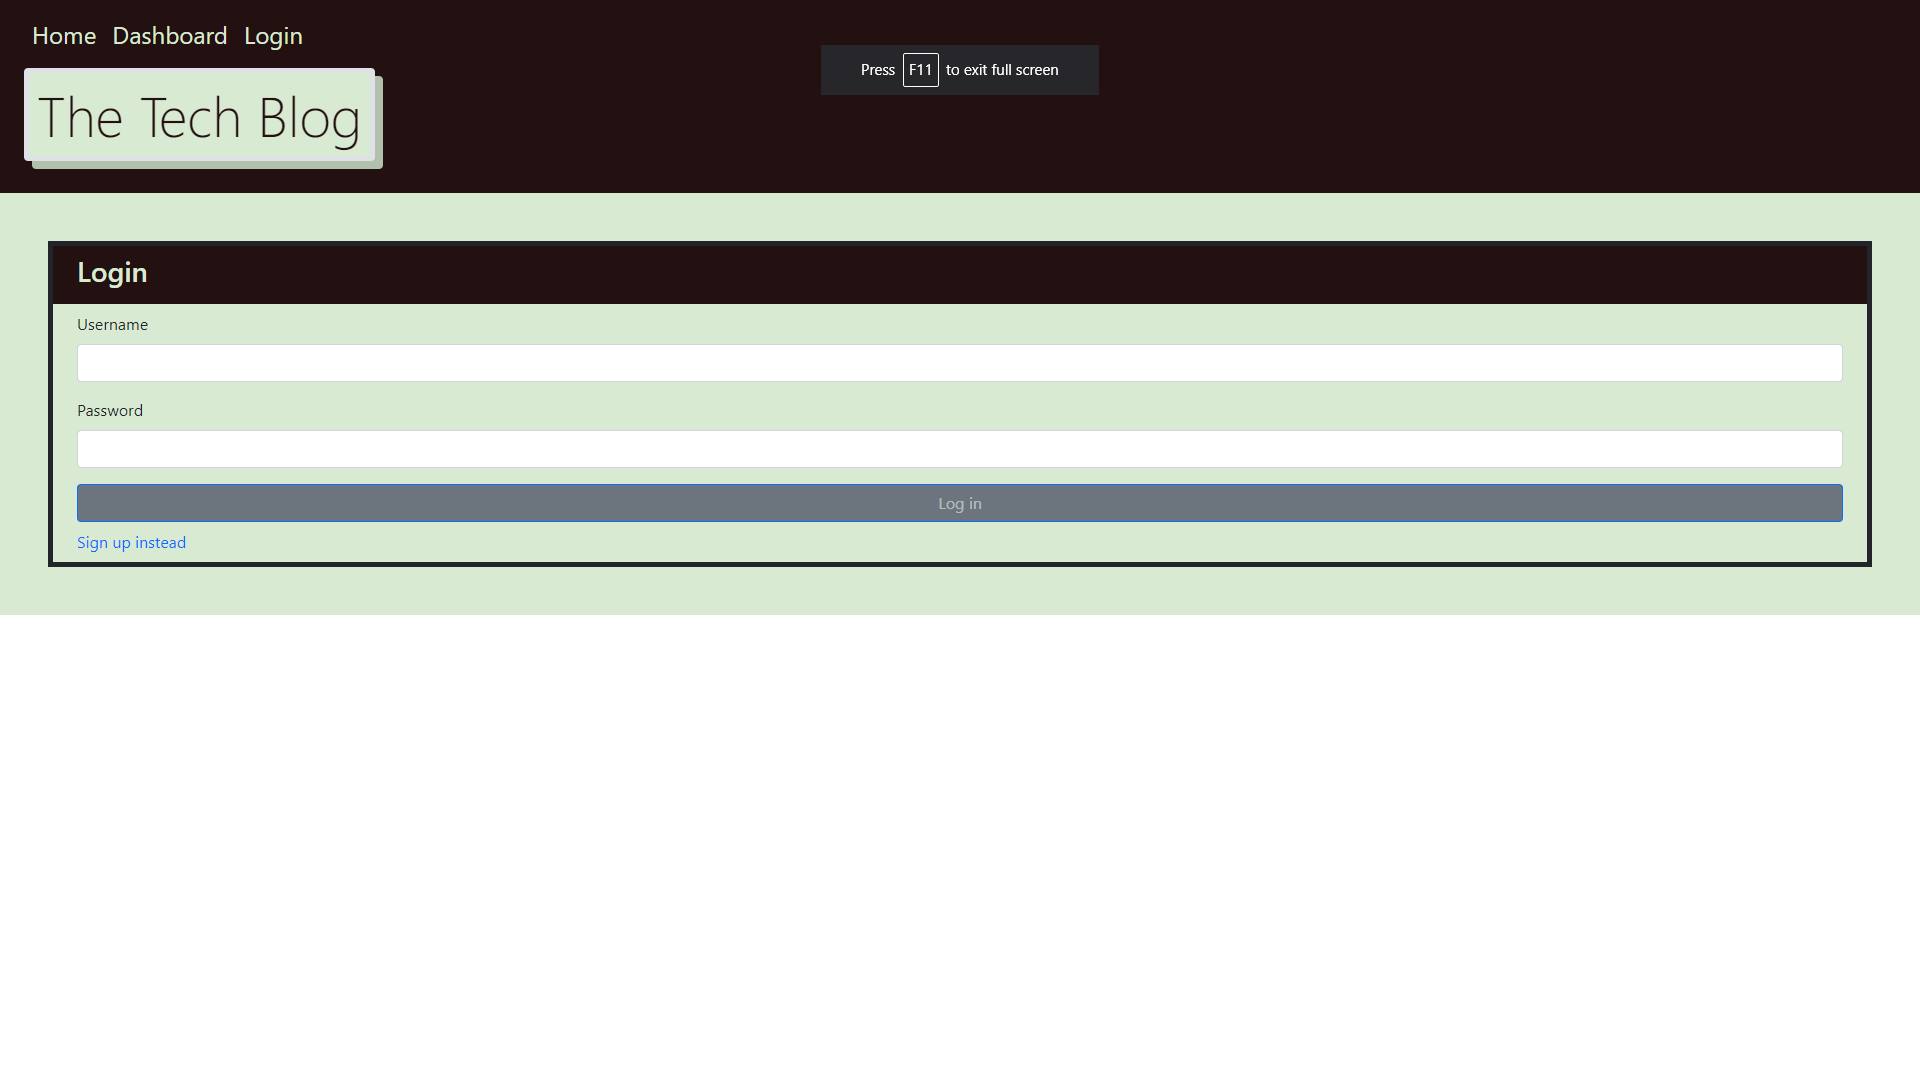 Home Dashboard Login
Press F11 to exit full screen
The Tech Blog
Login
Username
Password
Log in
Sign up instead